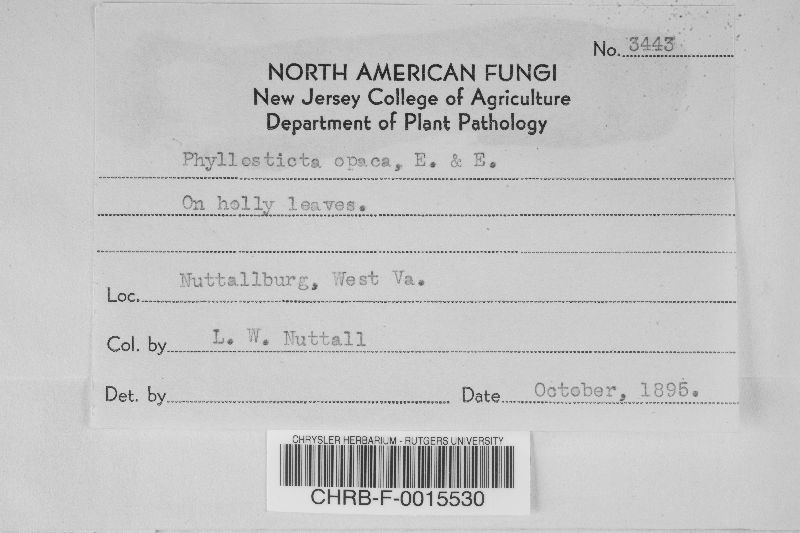 No. 3443
NORTH AMERICAN FUNGI
New Jersey College of Agriculture
Department of Plant Pathology
Phyllosticta opaca, E. & E.
On holly leaves.
Loc. Nuttallburg, West Va.
Col. by L. W. Nuttall
Det. by Date October, 1895.
CHRYSLER HERBARIUM - RUTGERS UNIVERSITY
CHRB-F-0015530